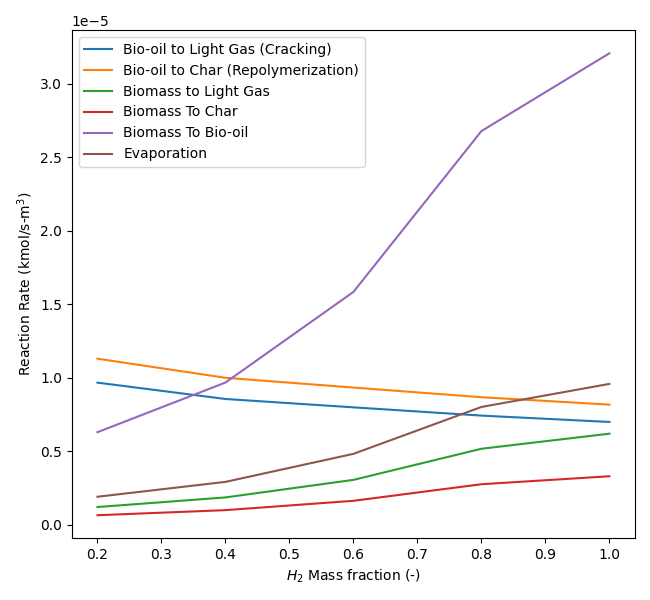 1e−5
Bio-oil to Light Gas (Cracking)
Bio-oil to Char (Repolymerization)
Biomass to Light Gas
Biomass To Char
Biomass To Bio-oil
Evaporation
3.0
2.5
2.0
1.5
1.0
0.5
0.0
Reaction Rate (kmol/s-m³)
0.2 0.3 0.4 0.5 0.6 0.7 0.8 0.9 1.0
H₂ Mass fraction (-)